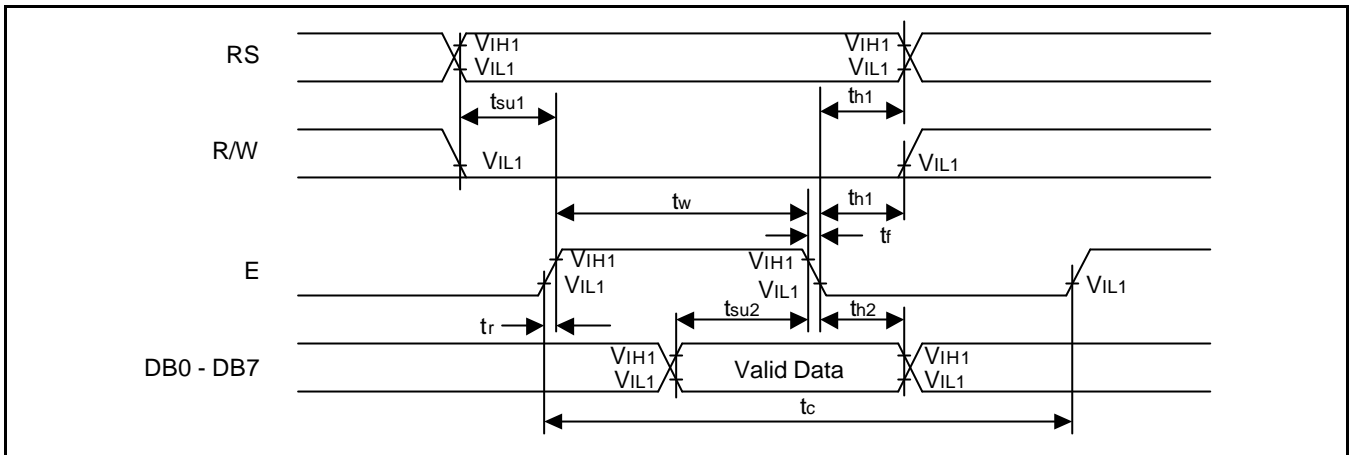 RS
VIH1
VIL1
VIH1
VIL1
tsu1
th1
R/W
VIL1
VIL1
tw
th1
tf
E
VIH1
VIL1
VIH1
VIL1
VIL1
tr
tsu2
th2
DB0 - DB7
VIH1
VIL1
Valid Data
VIH1
VIL1
tc